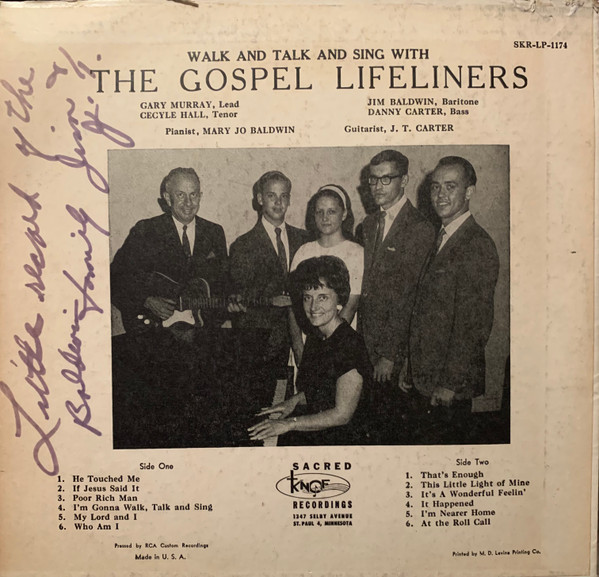 SKR-LP-1174
WALK AND TALK AND SING WITH
THE GOSPEL LIFELINERS
GARY MURRAY, Lead
CECYLE HALL, Tenor
JIM BALDWIN, Baritone
DANNY CARTER, Bass
Pianist, MARY JO BALDWIN
Guitarist, J. T. CARTER
Little record of the
Baldwin family Jim &
Side One
1. He Touched Me
2. If Jesus Said It
3. Poor Rich Man
4. I'm Gonna Walk, Talk and Sing
5. My Lord and I
6. Who Am I
Pressed by RCA Custom Recordings
Made in U. S. A.
SACRED
KNOF
RECORDINGS
1347 SELBY AVENUE
ST. PAUL 4, MINNESOTA
Side Two
1. That's Enough
2. This Little Light of Mine
3. It's A Wonderful Feelin'
4. It Happened
5. I'm Nearer Home
6. At the Roll Call
Printed by M. D. Levine Printing Co.